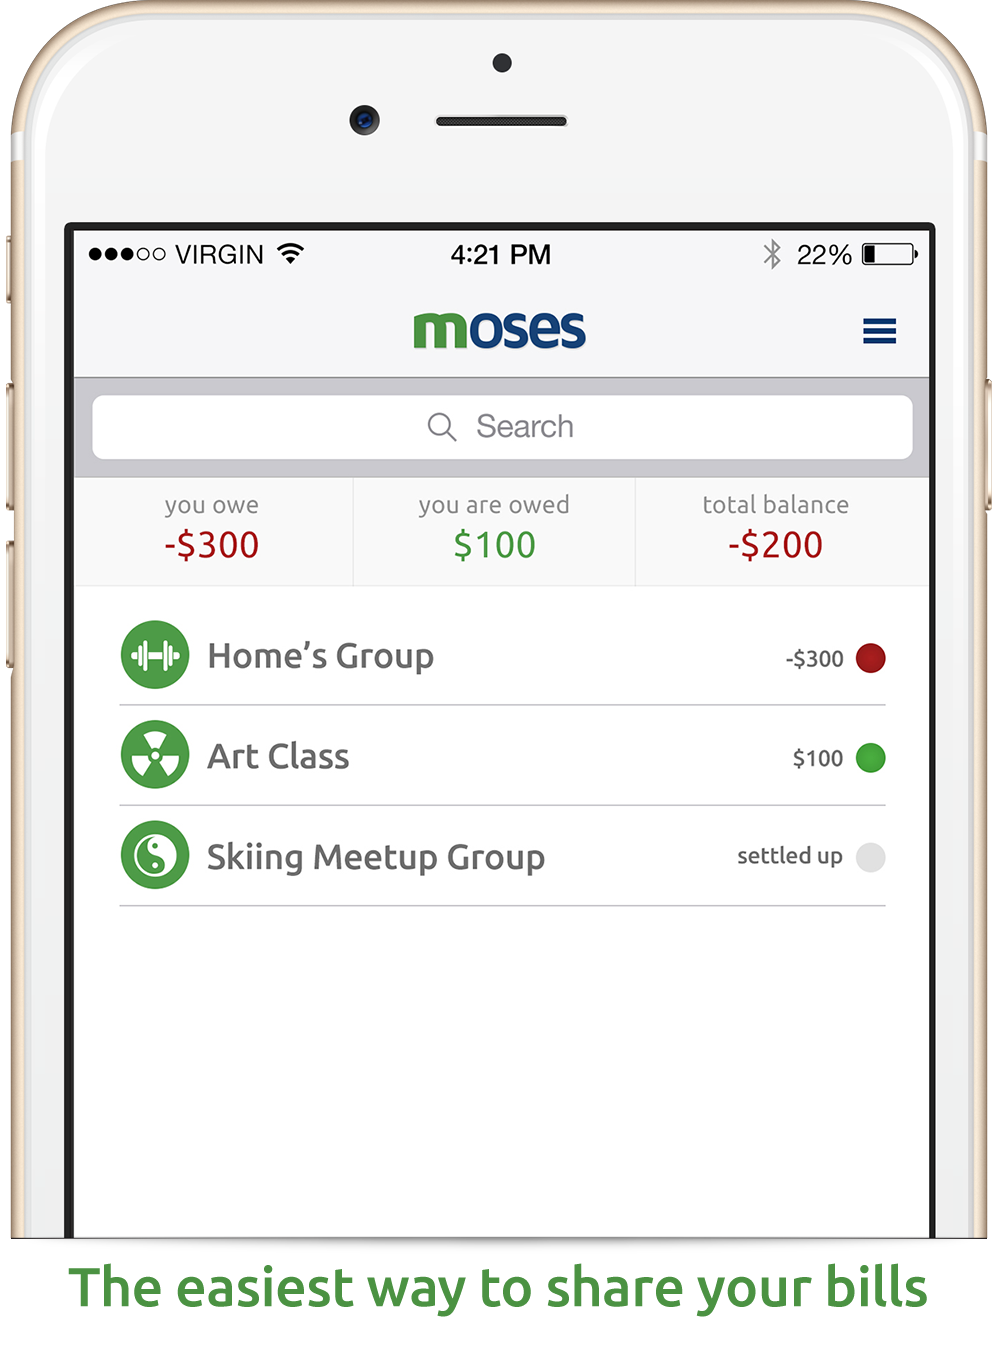 VIRGIN 4:21 PM 22%
moses
Search
you owe you are owed total balance
-$300 $100 -$200
Home’s Group -$300
Art Class $100
Skiing Meetup Group settled up
The easiest way to share your bills